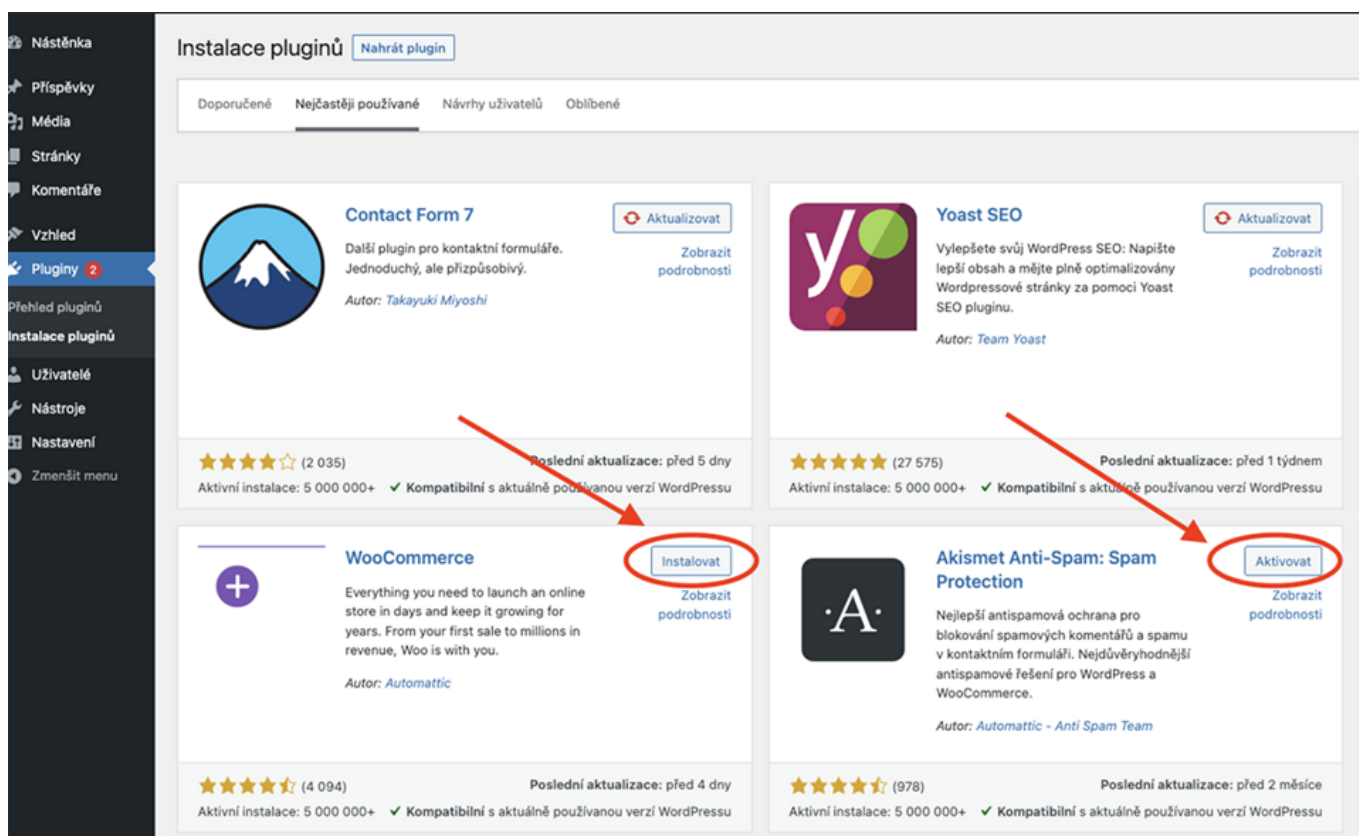 Nástěnka
Příspěvky
Média
Stránky
Komentáře
Vzhled
Pluginy 2
Přehled pluginů
Instalace pluginů
Uživatelé
Nástroje
Nastavení
Zmenšit menu
Instalace pluginů Nahrát plugin
Doporučené Nejčastěji používané Návrhy uživatelů Oblíbené
Contact Form 7
Aktualizovat
Další plugin pro kontaktní formuláře.
Jednoduchý, ale přizpůsobivý.
Zobrazit
podrobnosti
Autor: Takayuki Miyoshi
(2 035)
Poslední aktualizace: před 5 dny
Aktivní instalace: 5 000 000+
Kompatibilní s aktuálně používanou verzí WordPressu
y
Yoast SEO
Aktualizovat
Vylepšete svůj WordPress SEO: Napište
lepší obsah a mějte plně optimalizovány
Wordpressové stránky za pomoci Yoast
SEO pluginu.
Zobrazit
podrobnosti
Autor: Team Yoast
(27 575)
Poslední aktualizace: před 1 týdnem
Aktivní instalace: 5 000 000+
Kompatibilní s aktuálně používanou verzí WordPressu
WooCommerce
Instalovat
Everything you need to launch an online
store in days and keep it growing for
years. From your first sale to millions in
revenue, Woo is with you.
Zobrazit
podrobnosti
Autor: Automattic
(4 094)
Poslední aktualizace: před 4 dny
Aktivní instalace: 5 000 000+
Kompatibilní s aktuálně používanou verzí WordPressu
·A·
Akismet Anti-Spam: Spam
Protection
Aktivovat
Nejlepší antispamová ochrana pro
blokování spamových komentářů a spamu
v kontaktním formuláři. Nejdůvěryhodnější
antispamové řešení pro WordPress a
WooCommerce.
Zobrazit
podrobnosti
Autor: Automattic - Anti Spam Team
(978)
Poslední aktualizace: před 2 měsíce
Aktivní instalace: 5 000 000+
Kompatibilní s aktuálně používanou verzí WordPressu